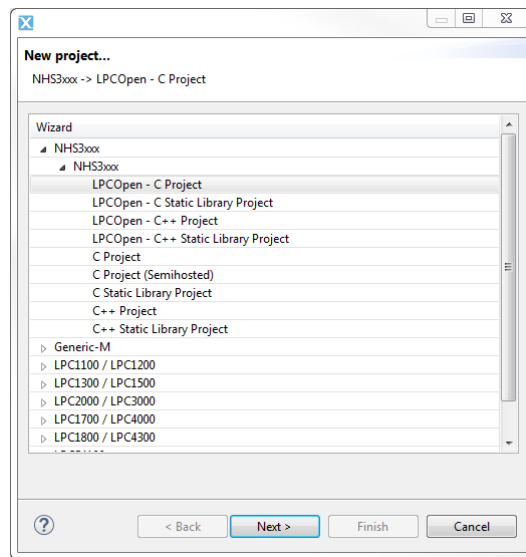 New project...
NHS3xxx -> LPCOpen - C Project
Wizard
NHS3xxx
NHS3xxx
LPCOpen - C Project
LPCOpen - C Static Library Project
LPCOpen - C++ Project
LPCOpen - C++ Static Library Project
C Project
C Project (Semihosted)
C Static Library Project
C++ Project
C++ Static Library Project
Generic-M
LPC1100 / LPC1200
LPC1300 / LPC1500
LPC2000 / LPC3000
LPC1700 / LPC4000
LPC1800 / LPC4300
? < Back Next > Finish Cancel